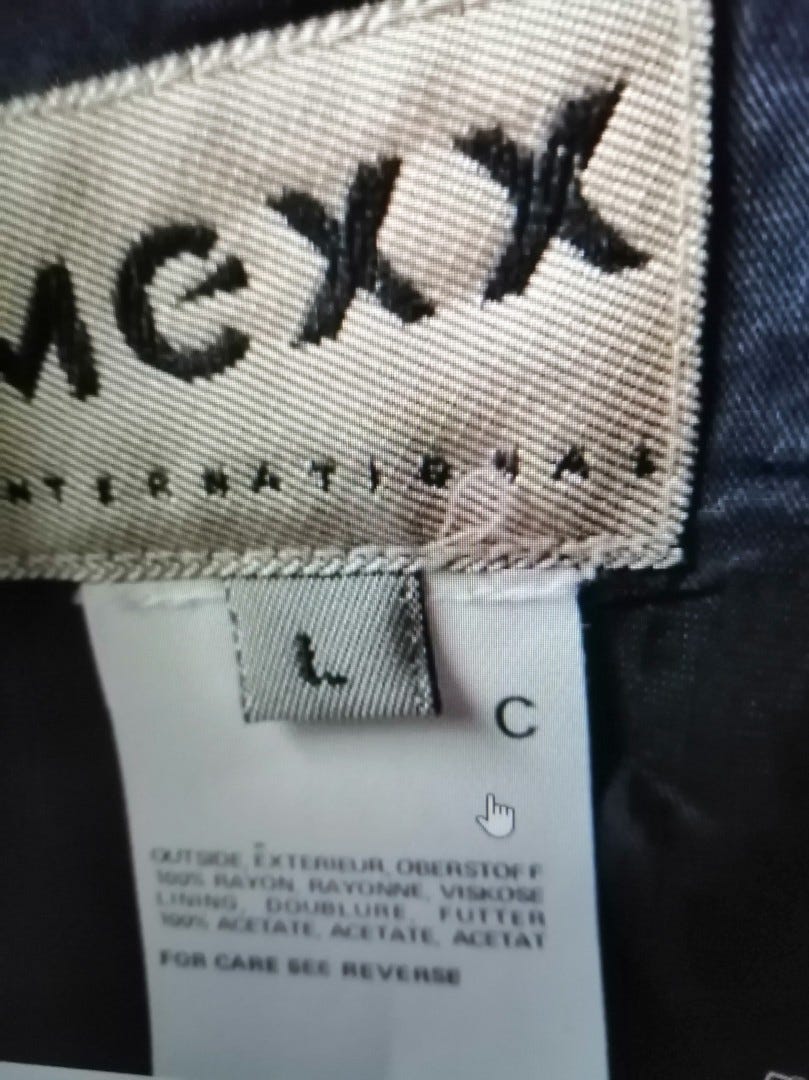 MEXX
INTERNATIONAL
L
C
OUTSIDE, EXTERIEUR, OBERSTOFF
100% RAYON, RAYONNE, VISKOSE
LINING, DOUBLURE, FUTTER
100% ACETATE, ACETATE, ACETAT
FOR CARE SEE REVERSE